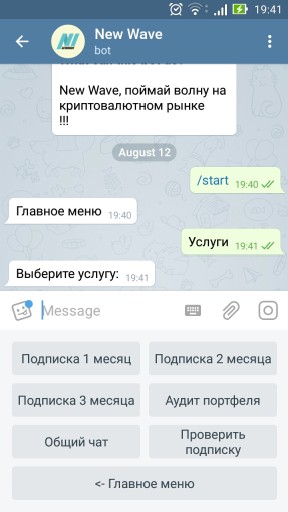 19:41
New Wave
bot
New Wave, поймай волну на
криптовалютном рынке
!!!
August 12
/start 19:40
Главное меню 19:40
Услуги 19:41
Выберите услугу: 19:41
Message
Подписка 1 месяц
Подписка 2 месяца
Подписка 3 месяца
Аудит портфеля
Общий чат
Проверить
подписку
<- Главное меню